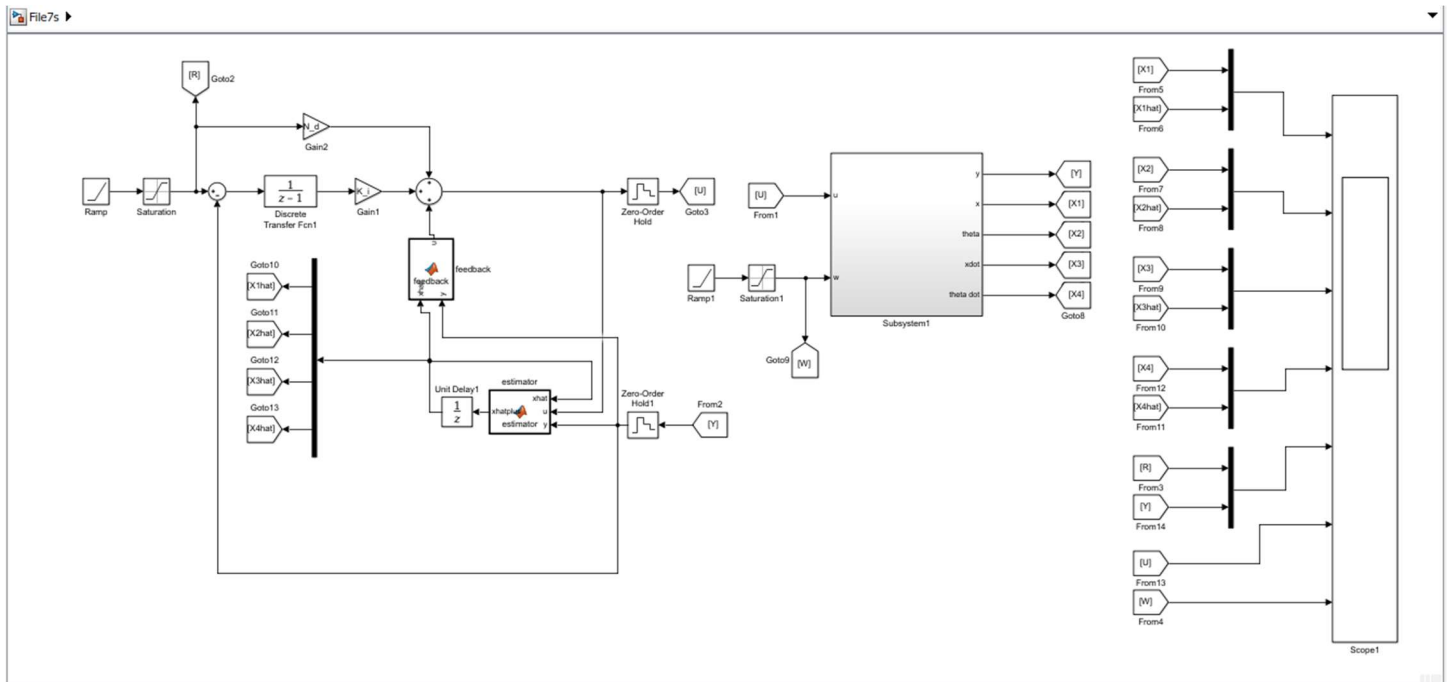 File7s
[R]
Goto2
N_d
Gain2
Ramp
Saturation
1
z - 1
Discrete
Transfer Fcn1
K_i
Gain1
Zero-Order
Hold
[U]
Goto3
u
feedback
feedback
y
Goto10
[X1hat]
Goto11
[X2hat]
Goto12
[X3hat]
Goto13
[X4hat]
Unit Delay1
1
z
estimator
xhat
xhatplus
u
estimator
y
Zero-Order
Hold1
From2
[Y]
[U]
From1
Ramp1
Saturation1
Goto9
[W]
u
w
y
x
theta
xdot
theta dot
Subsystem1
[Y]
[X1]
[X2]
[X3]
[X4]
Goto8
[X1]
From5
[X1hat]
From6
[X2]
From7
[X2hat]
From8
[X3]
From9
[X3hat]
From10
[X4]
From12
[X4hat]
From11
[R]
From3
[Y]
From14
[U]
From13
[W]
From4
Scope1